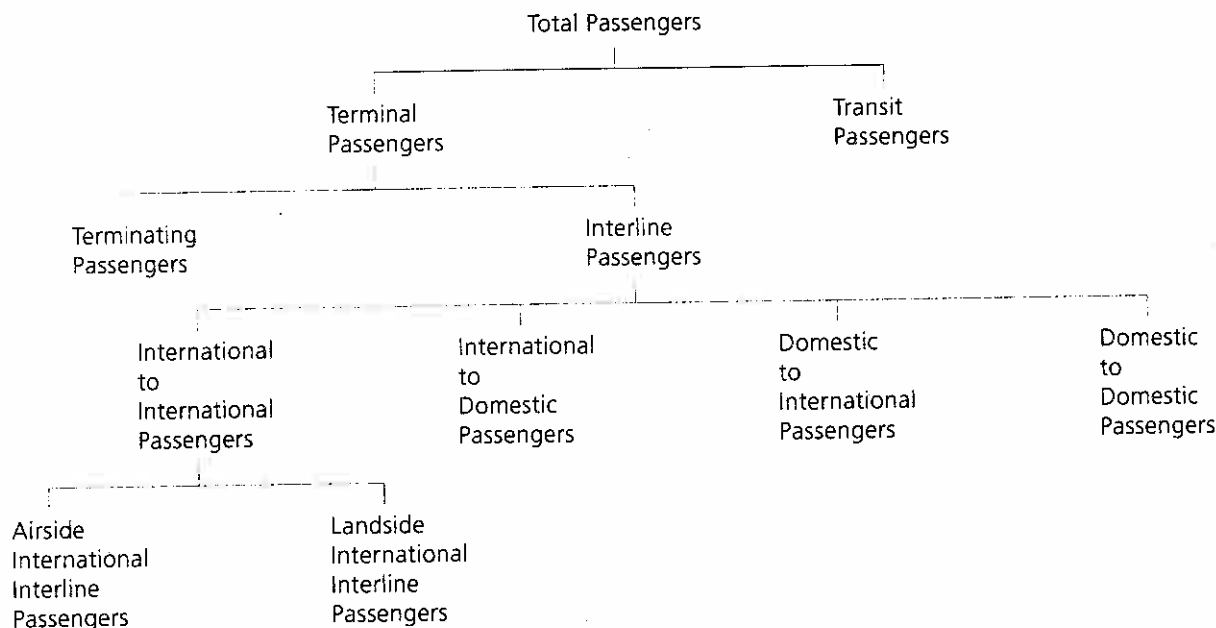 Total Passengers
Terminal
Passengers
Transit
Passengers
Terminating
Passengers
Interline
Passengers
International
to
International
Passengers
International
to
Domestic
Passengers
Domestic
to
International
Passengers
Domestic
to
Domestic
Passengers
Airside
International
Interline
Passengers
Landside
International
Interline
Passengers